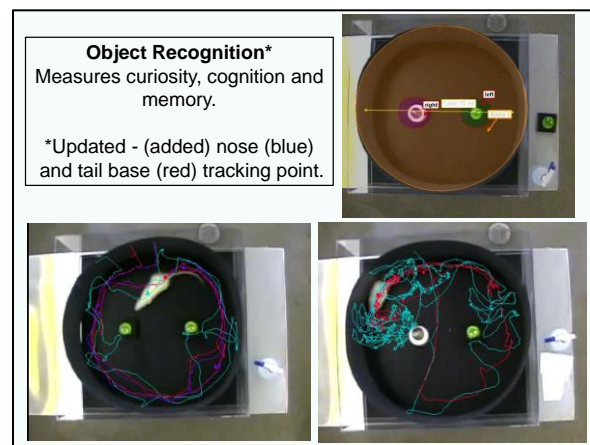 Object Recognition*
Measures curiosity, cognition and
memory.
*Updated - (added) nose (blue)
and tail base (red) tracking point.
left
right